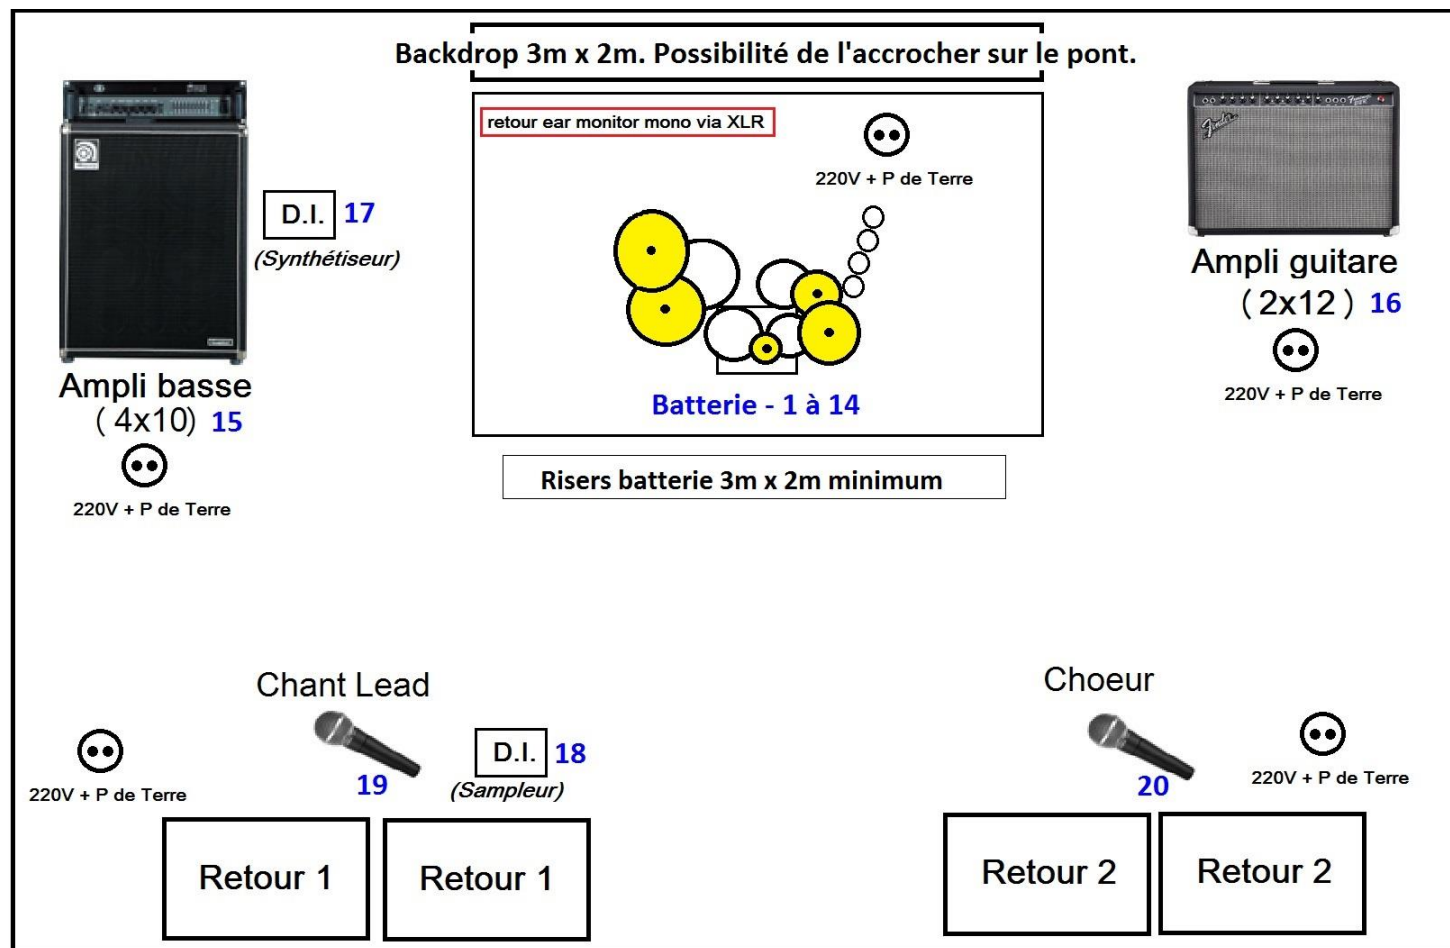 Backdrop 3m x 2m. Possibilité de l'accrocher sur le pont.
retour ear monitor mono via XLR
220V + P de Terre
D.I. 17
(Synthétiseur)
Fender
Ampli guitare
( 2x12 ) 16
220V + P de Terre
Ampli basse
( 4x10) 15
220V + P de Terre
Batterie - 1 à 14
Risers batterie 3m x 2m minimum
Chant Lead
19
D.I. 18
(Sampleur)
220V + P de Terre
Choeur
20
220V + P de Terre
Retour 1
Retour 1
Retour 2
Retour 2